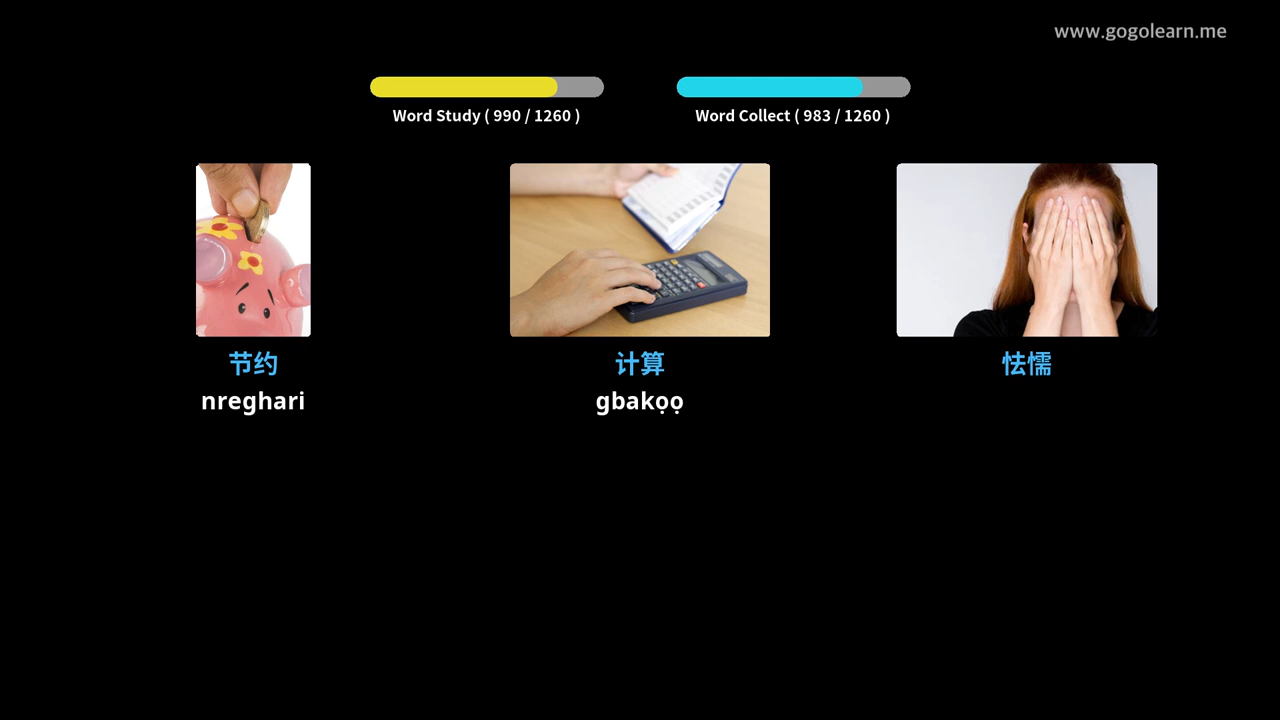 www.gogolearn.me
Word Study ( 990 / 1260 )
Word Collect ( 983 / 1260 )
节约
计算
怯懦
nreghari
gbakọọ